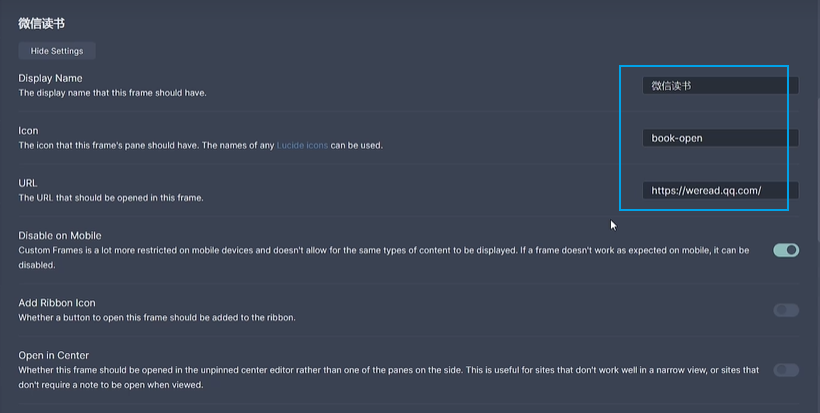 微信读书
Hide Settings
Display Name
The display name that this frame should have.
微信读书
Icon
The icon that this frame's pane should have. The names of any Lucide icons can be used.
book-open
URL
The URL that should be opened in this frame.
https://weread.qq.com/
Disable on Mobile
Custom Frames is a lot more restricted on mobile devices and doesn't allow for the same types of content to be displayed. If a frame doesn't work as expected on mobile, it can be
disabled.
Add Ribbon Icon
Whether a button to open this frame should be added to the ribbon.
Open in Center
Whether this frame should be opened in the unpinned center editor rather than one of the panes on the side. This is useful for sites that don't work well in a narrow view, or sites that
don't require a note to be open when viewed.